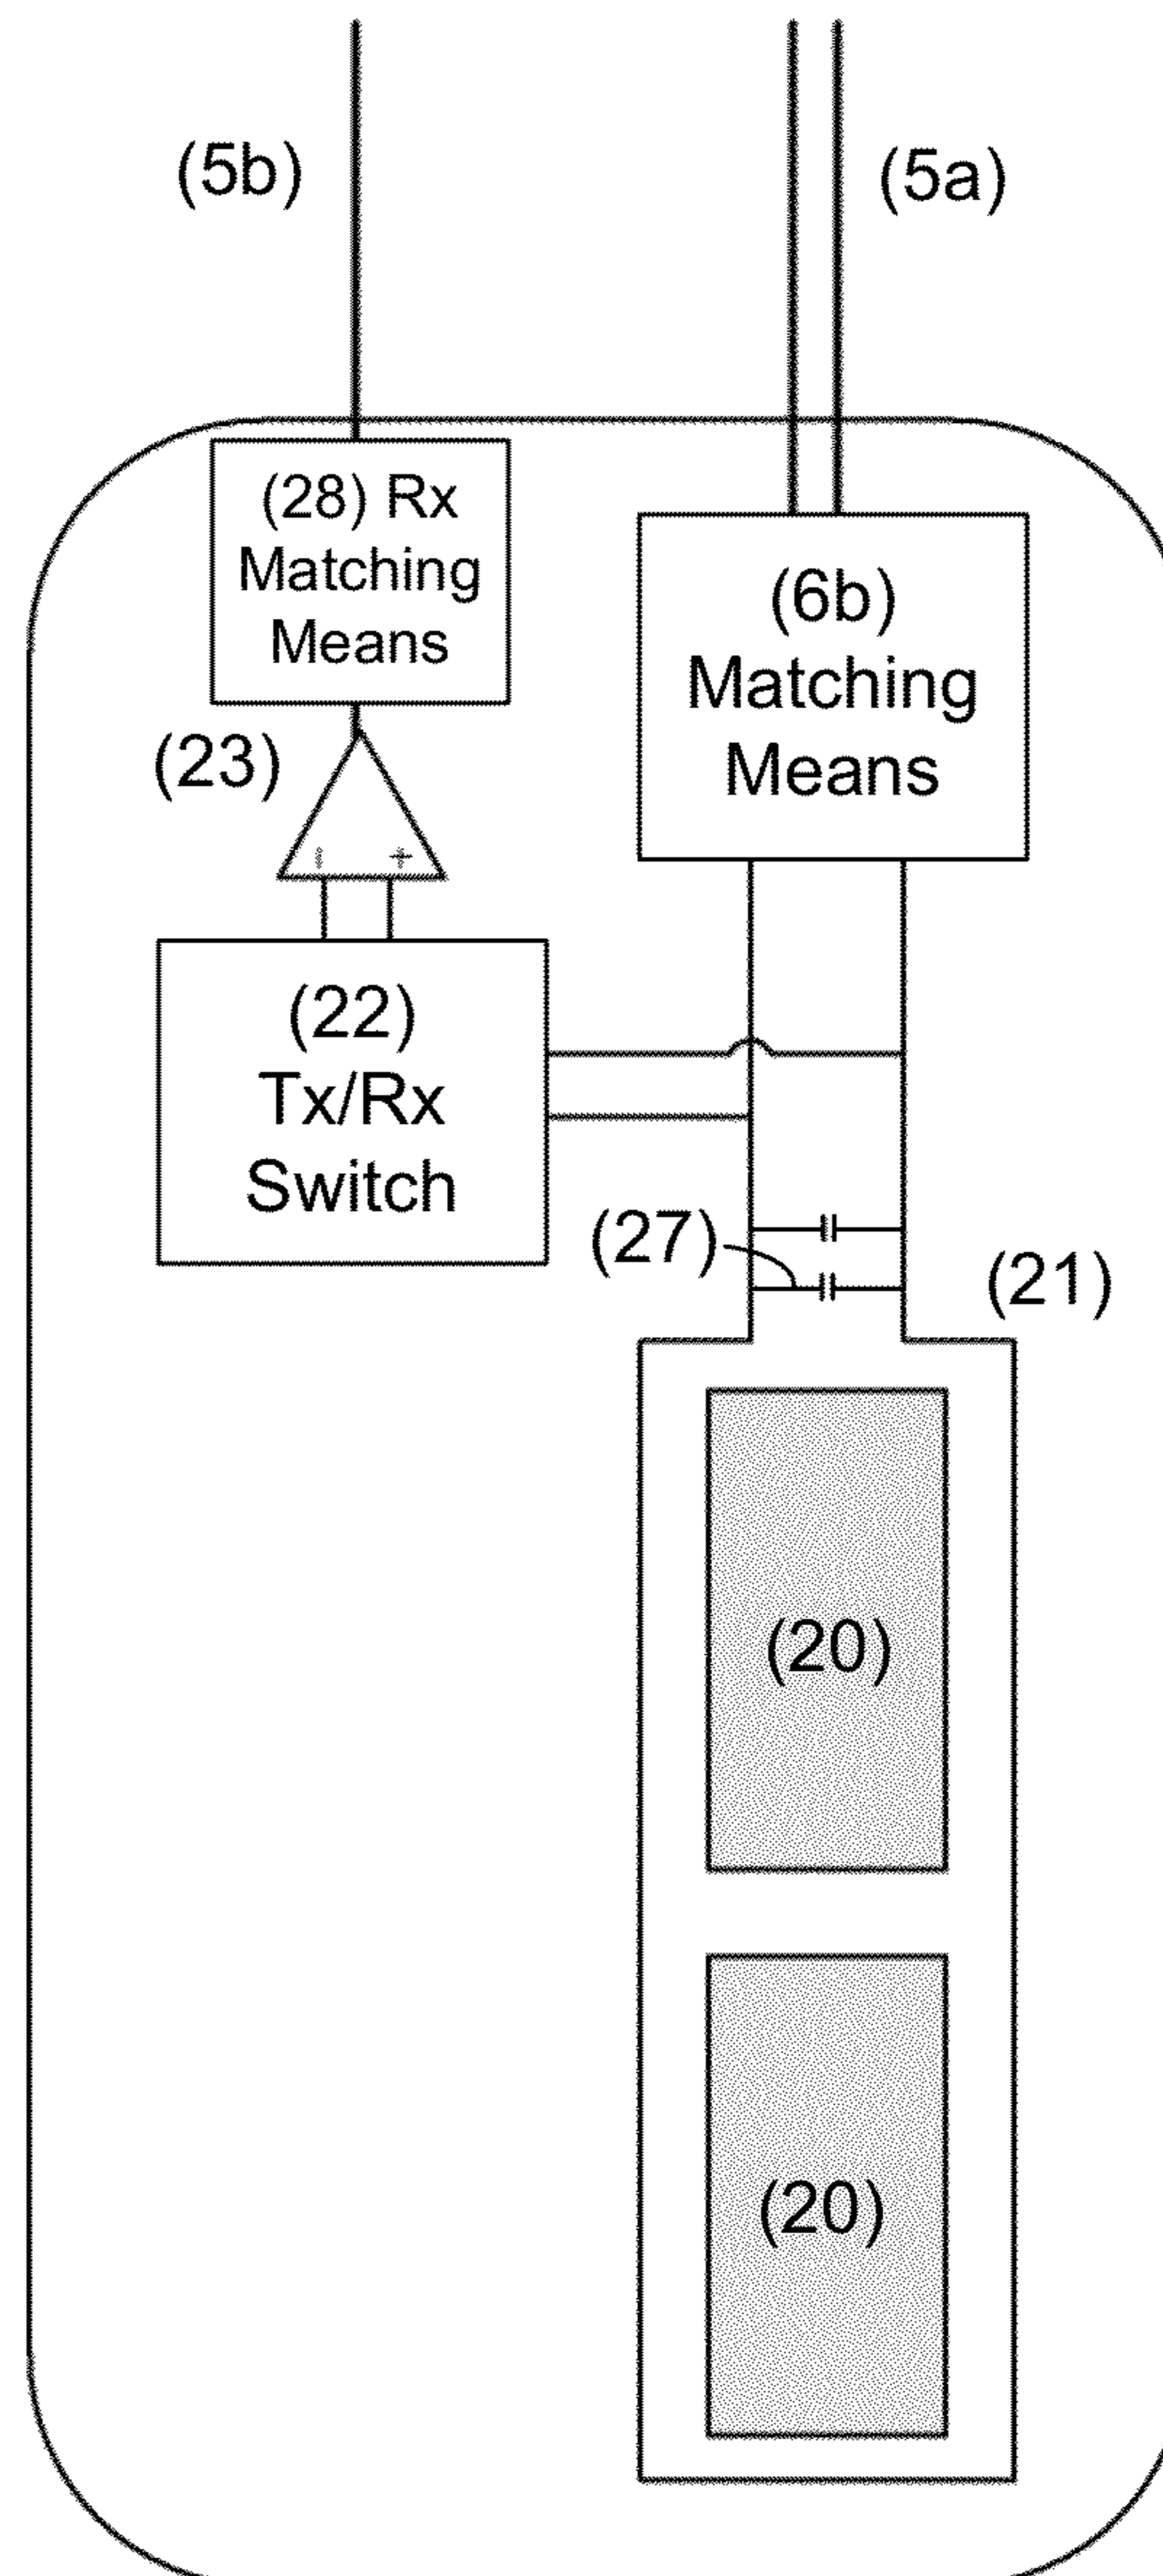 (5b)
(5a)
(28) Rx
Matching
Means
(6b)
Matching
Means
(23)
- +
(22)
Tx/Rx
Switch
(27)
(21)
(20)
(20)